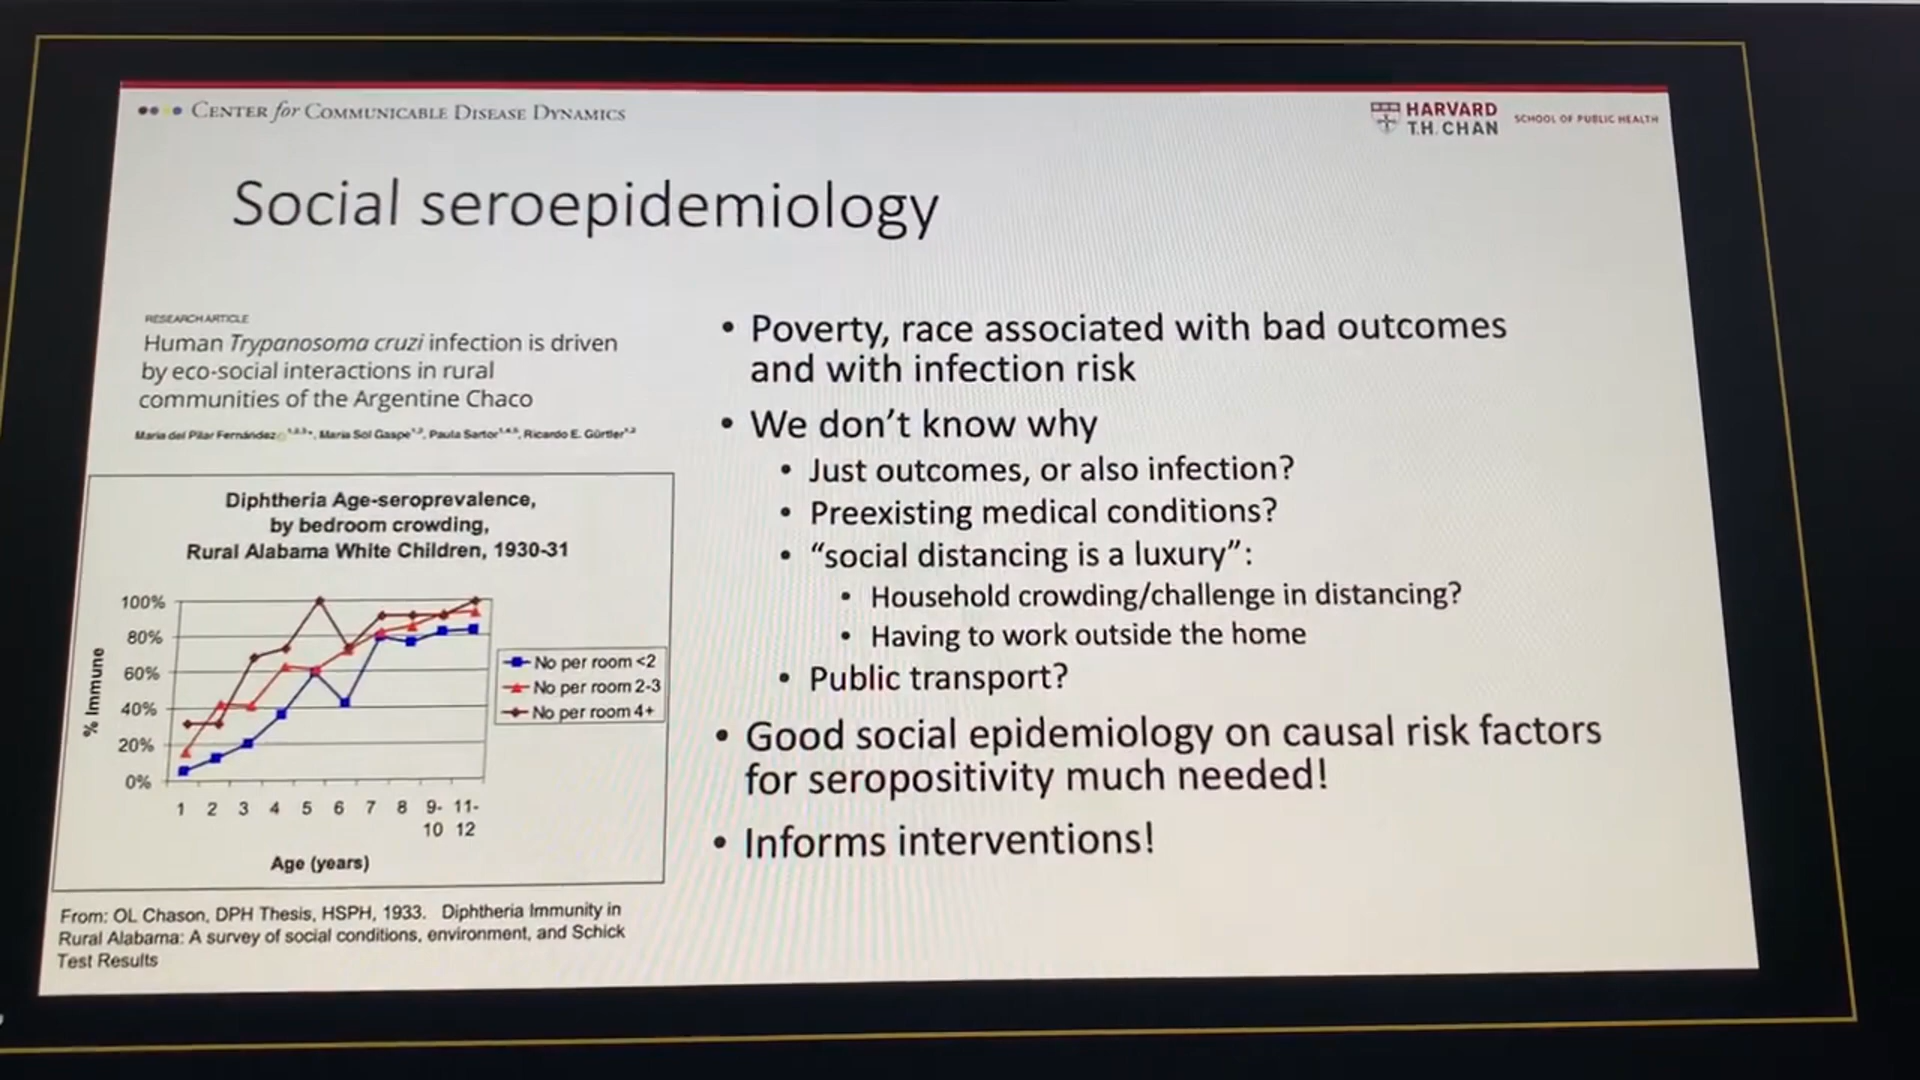 CENTER for COMMUNICABLE DISEASE DYNAMICS
HARVARD
T.H. CHAN
SCHOOL OF PUBLIC HEALTH
Social seroepidemiology
RESEARCH ARTICLE
Human Trypanosoma cruzi infection is driven
by eco-social interactions in rural
communities of the Argentine Chaco
Maria del Pilar Fernández, Maria Sol Gaspe, Paula Sartor, Ricardo E. Gürtler
Diphtheria Age-seroprevalence,
by bedroom crowding,
Rural Alabama White Children, 1930-31
% Immune
100%
80%
60%
40%
20%
0%
1 2 3 4 5 6 7 8 9-10 11-12
Age (years)
No per room <2
No per room 2-3
No per room 4+
From: OL Chason, DPH Thesis, HSPH, 1933. Diphtheria Immunity in
Rural Alabama: A survey of social conditions, environment, and Schick
Test Results
• Poverty, race associated with bad outcomes
and with infection risk
• We don't know why
• Just outcomes, or also infection?
• Preexisting medical conditions?
• "social distancing is a luxury":
• Household crowding/challenge in distancing?
• Having to work outside the home
• Public transport?
• Good social epidemiology on causal risk factors
for seropositivity much needed!
• Informs interventions!